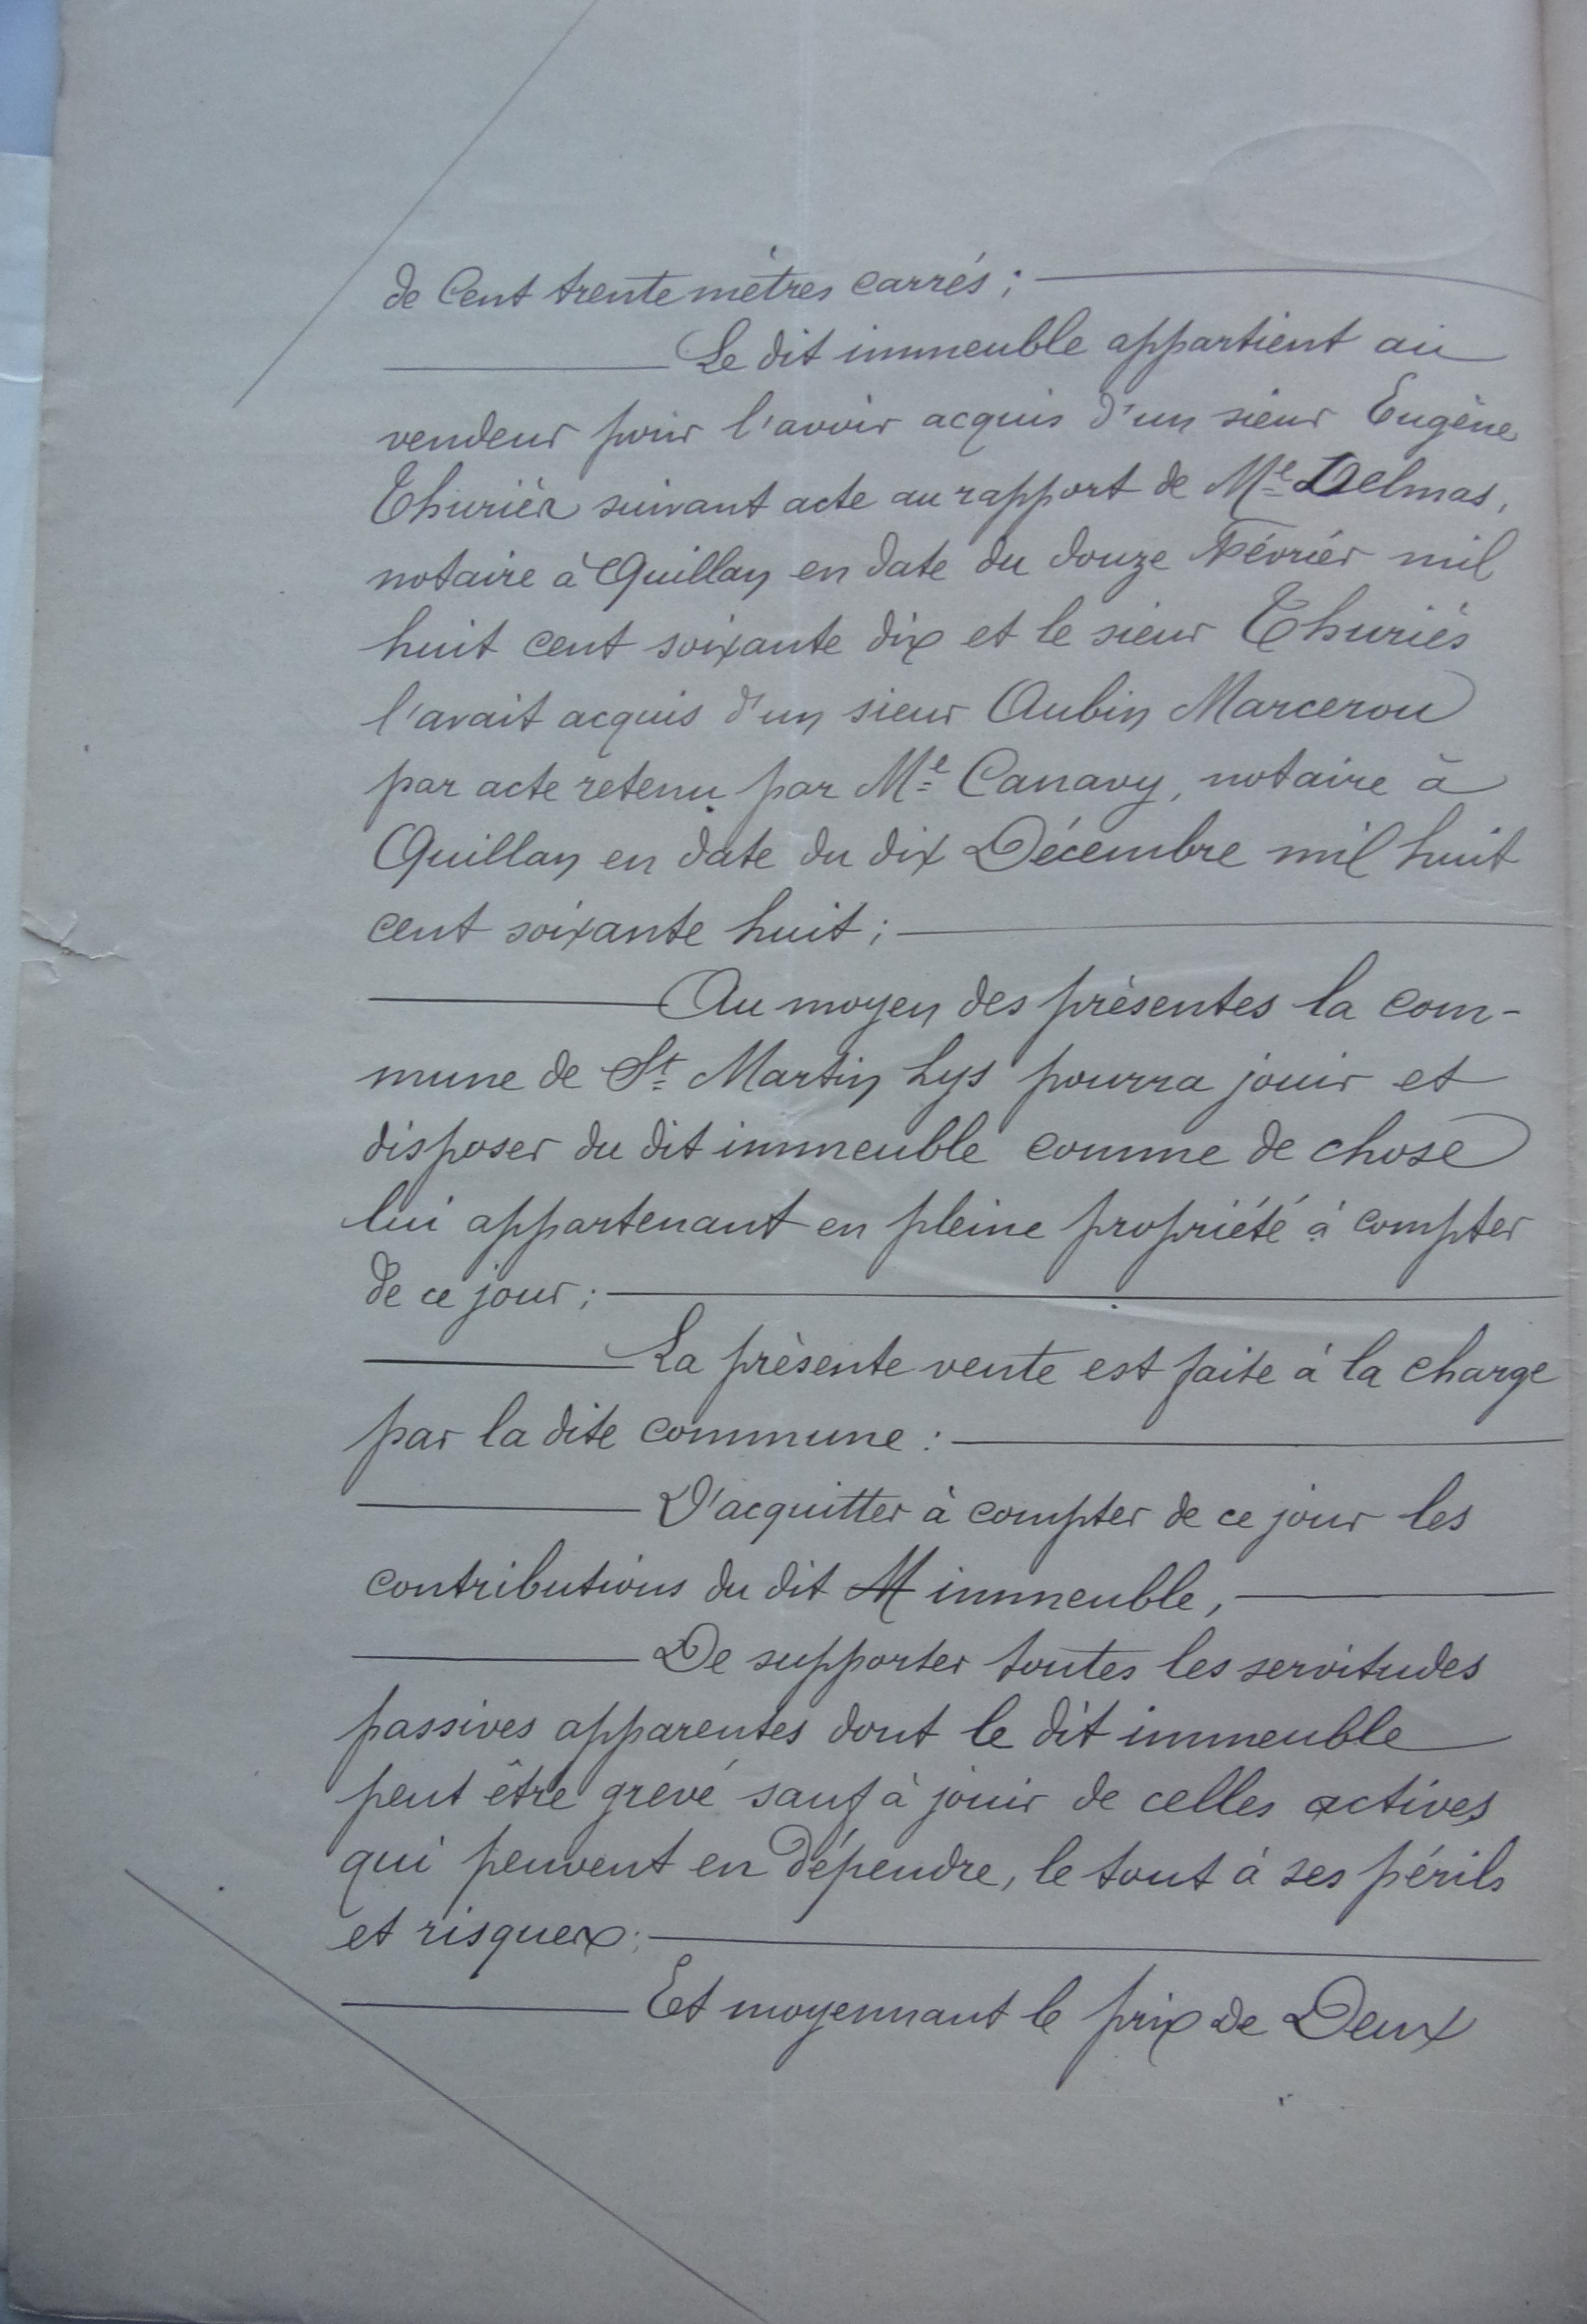 de Cent trente mètres carrés ;
Le dit immeuble appartient au
vendeur pour l'avoir acquis d'un sieur Eugène
Thuriès suivant acte au rapport de Me Delmas,
notaire à Quillan en date du douze Février mil
huit cent soixante dix et le sieur Thuriès
l'avait acquis d'un sieur Aubin Marcerou
par acte retenu par Me Canavy, notaire à
Quillan en date du dix Décembre mil huit
cent soixante huit ;
Au moyen des présentes la com-
mune de St Martin Lys pourra jouir et
disposer du dit immeuble comme de chose
lui appartenant en pleine propriété à compter
de ce jour ;
La présente vente est faite à la charge
par la dite commune :
D'acquitter à compter de ce jour les
contributions du dit immeuble,
De supporter toutes les servitudes
passives apparentes dont le dit immeuble
peut être grevé sauf à jouir de celles actives
qui peuvent en dépendre, le tout à ses périls
et risques ;
Et moyennant le prix de Deux